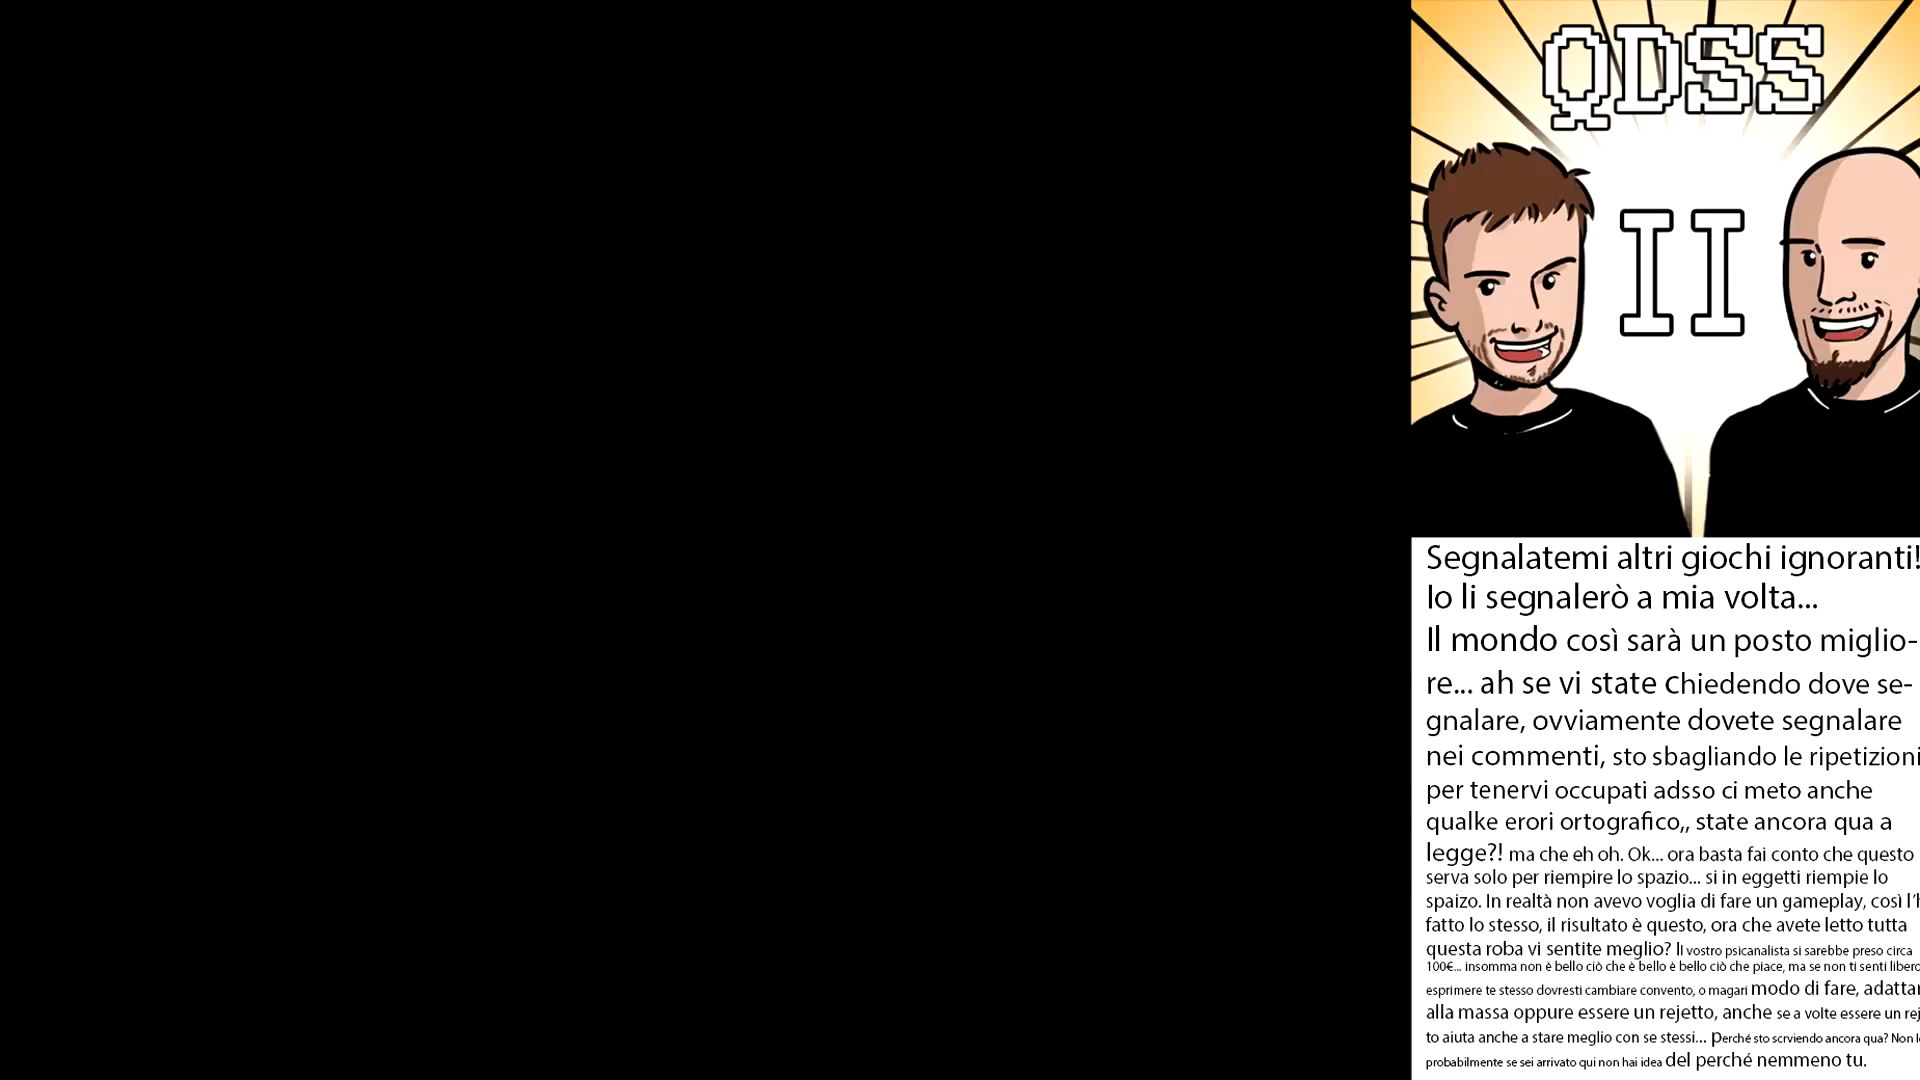 QDSS
II
Segnalatemi altri giochi ignoranti!
Io li segnalerò a mia volta...
Il mondo così sarà un posto miglio-
re... ah se vi state chiedendo dove se-
gnalare, ovviamente dovete segnalare
nei commenti, sto sbagliando le ripetizioni
per tenervi occupati adsso ci meto anche
qualke erori ortografico,, state ancora qua a
legge?! ma che eh oh. Ok... ora basta fai conto che questo
serva solo per riempire lo spazio... si in eggetti riempie lo
spaizo. In realtà non avevo voglia di fare un gameplay, così l'h
fatto lo stesso, il risultato è questo, ora che avete letto tutta
questa roba vi sentite meglio? Il vostro psicanalista si sarebbe preso circa
100€... insomma non è bello ciò che è bello è bello ciò che piace, ma se non ti senti libero
esprimere te stesso dovresti cambiare convento, o magari modo di fare, adattar
alla massa oppure essere un rejetto, anche se a volte essere un rej
to aiuta anche a stare meglio con se stessi... Perché sto scrviendo ancora qua? Non
probabilmente se sei arrivato qui non hai idea del perché nemmeno tu.